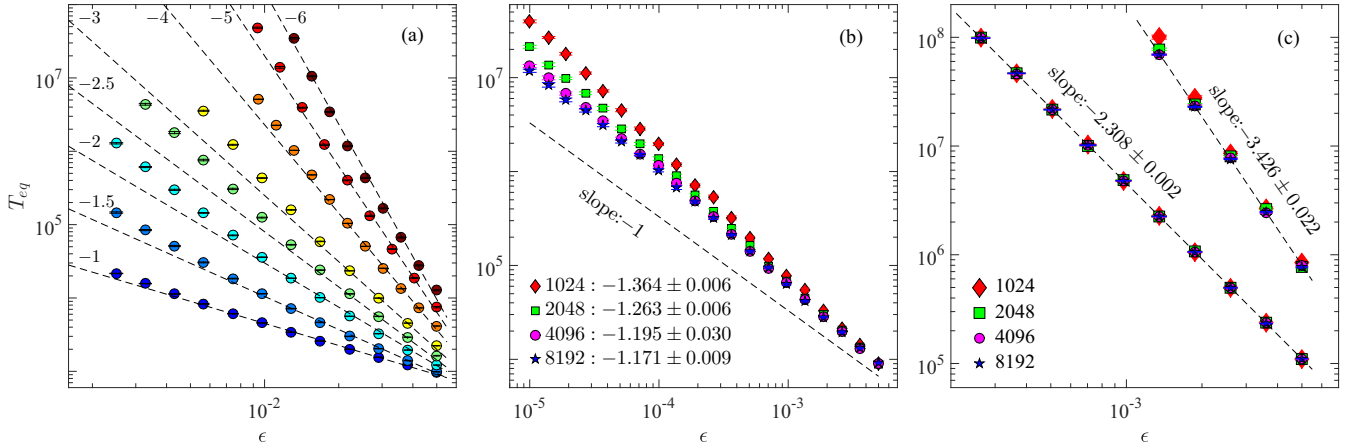 −3
−4
−5
−6
(a)
10^7
−2.5
−2
−1.5
10^5
−1
T_eq
10^-2
ϵ
(b)
10^7
10^6
10^5
slope:−1
1024 : −1.364 ± 0.006
2048 : −1.263 ± 0.006
4096 : −1.195 ± 0.030
8192 : −1.171 ± 0.009
10^-5
10^-4
10^-3
ϵ
(c)
10^8
10^7
10^6
10^5
slope:−2.308 ± 0.002
slope:−3.426 ± 0.022
1024
2048
4096
8192
10^-3
ϵ